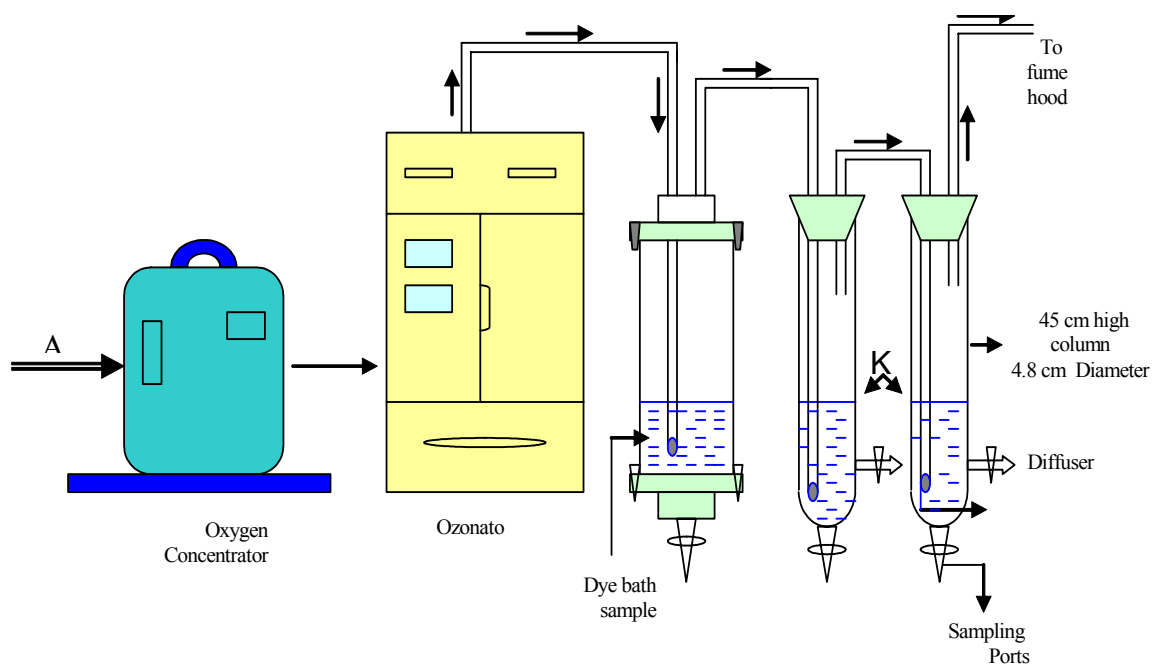 To
fume
hood
A
K
45 cm high
column
4.8 cm Diameter
Diffuser
Oxygen
Concentrator
Ozonato
Dye bath
sample
Sampling
Ports